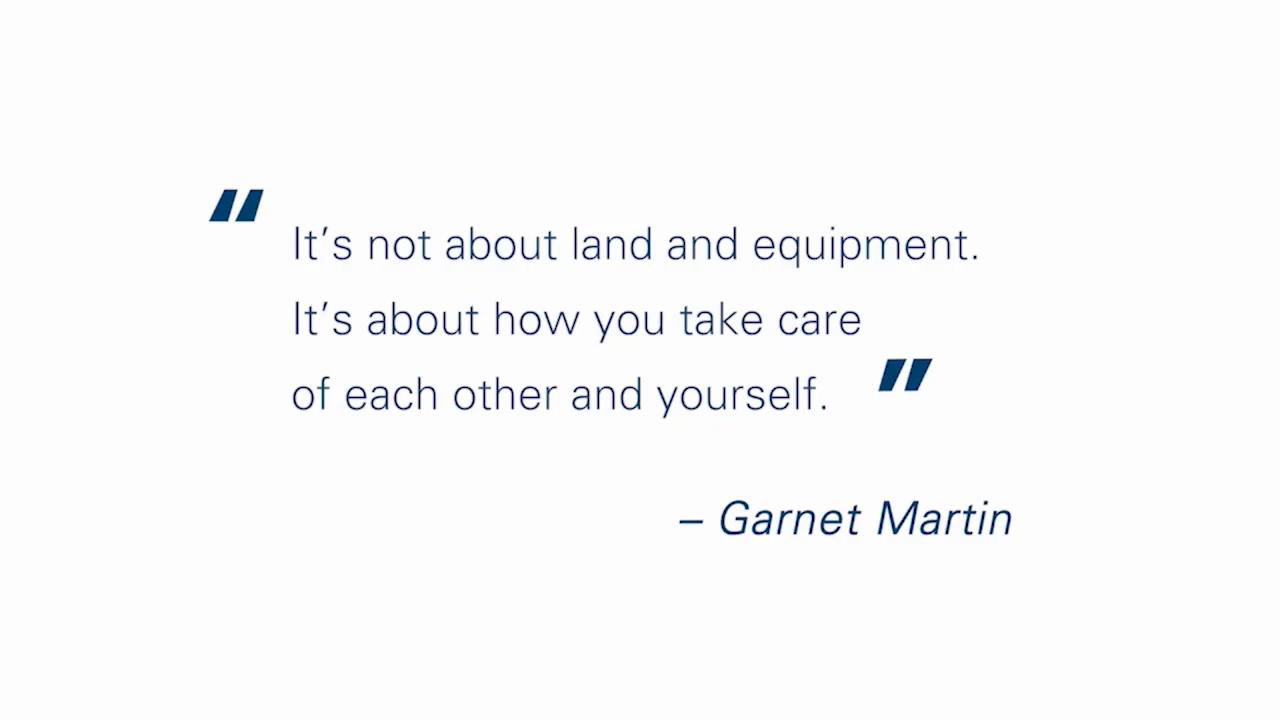 “It’s not about land and equipment.
It’s about how you take care
of each other and yourself.”
– Garnet Martin